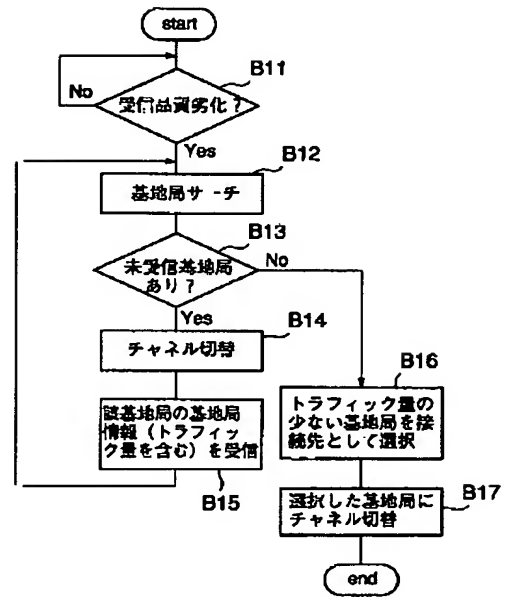 start
B11
No
受信品質劣化？
Yes
B12
基地局サーチ
B13
未受信基地局
あり？
No
Yes
B14
チャネル切替
B16
該基地局の基地局
情報（トラフィッ
ク量を含む）を受信
B15
トラフィック量の
少ない基地局を接
続先として選択
B17
選択した基地局に
チャネル切替
end